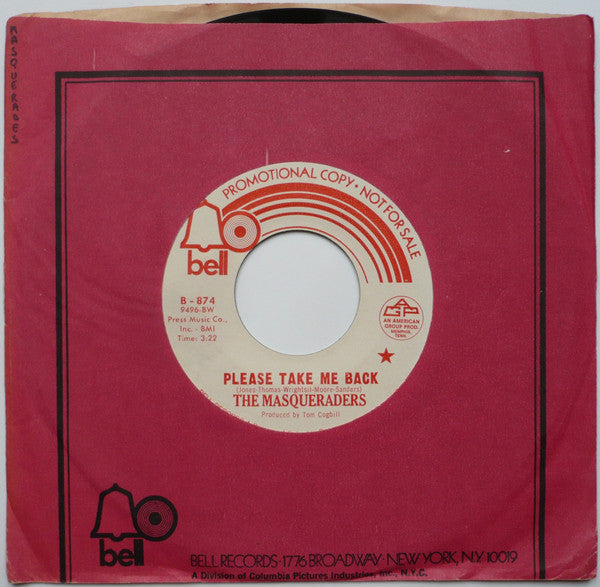 MASQUERADES
PROMOTIONAL COPY • NOT FOR SALE
bell
B-874
9496-BW
Press Music Co.,
Inc. - BMI
Time: 3:22
AGP
AN AMERICAN
GROUP PROD.
MEMPHIS,
TENN.
PLEASE TAKE ME BACK
(Jones-Thomas-Wrightsil-Moore-Sanders)
THE MASQUERADERS
Produced by Tom Cogbill
bell
BELL RECORDS•1776 BROADWAY•NEW YORK, N.Y. 10019
A Division of Columbia Pictures Industries, Inc., N.Y.C.